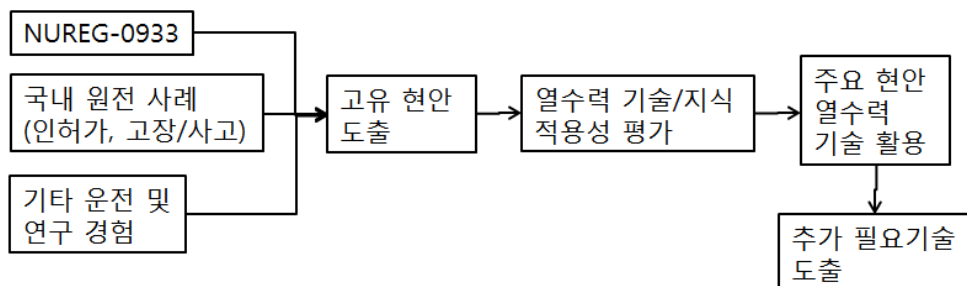 NUREG-0933
국내 원전 사례
(인허가, 고장/사고)
기타 운전 및
연구 경험
고유 현안
도출
열수력 기술/지식
적용성 평가
주요 현안
열수력
기술 활용
추가 필요기술
도출